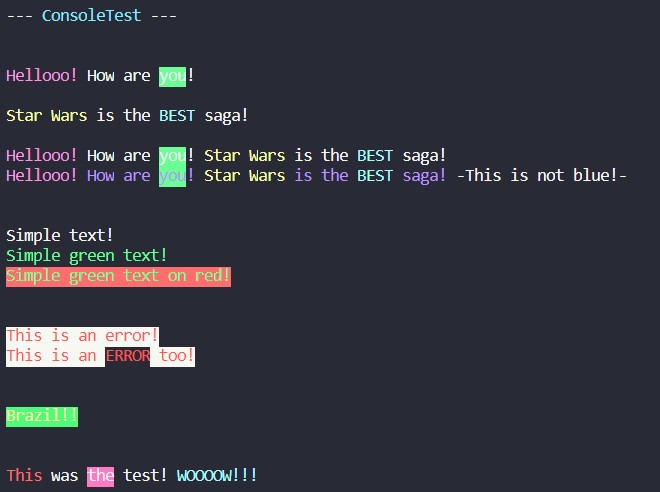 --- ConsoleTest ---
Hellooo! How are you!
Star Wars is the BEST saga!
Hellooo! How are you! Star Wars is the BEST saga!
Hellooo! How are you! Star Wars is the BEST saga! -This is not blue!-
Simple text!
Simple green text!
Simple green text on red!
This is an error!
This is an ERROR too!
Brazil!!
This was the test! WOOOOW!!!